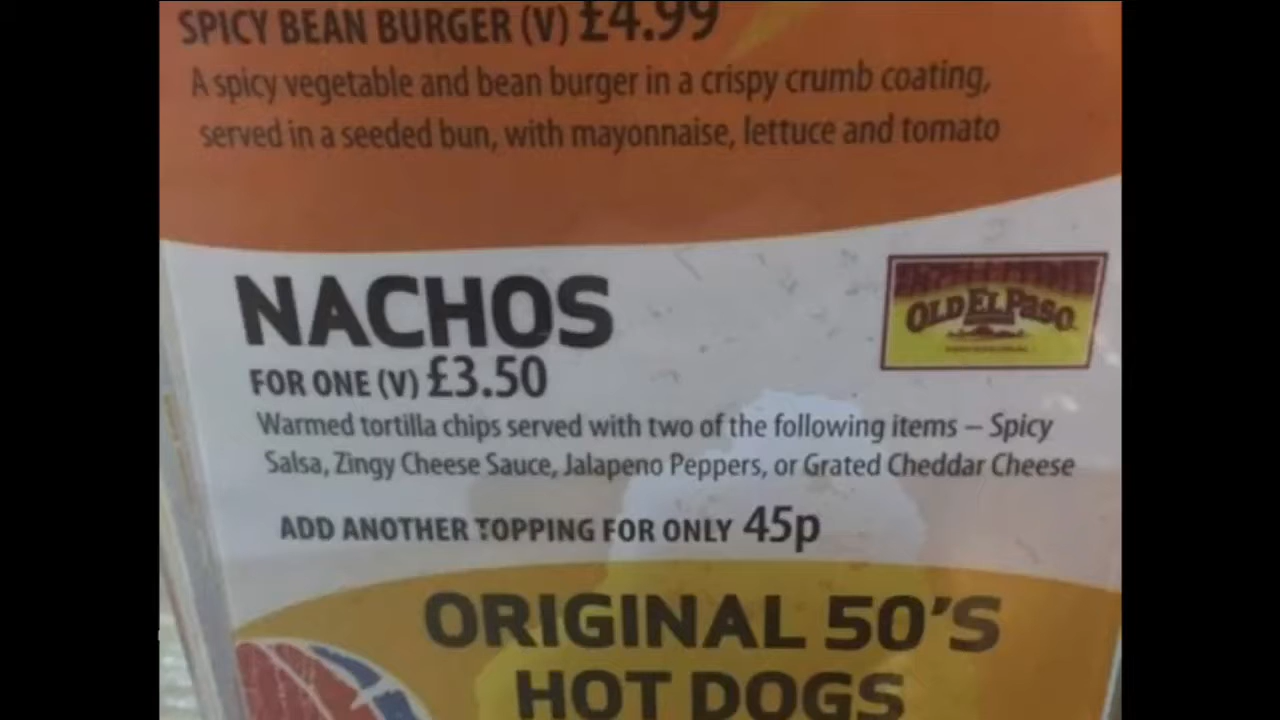 SPICY BEAN BURGER (V) £4.99
A spicy vegetable and bean burger in a crispy crumb coating,
served in a seeded bun, with mayonnaise, lettuce and tomato
NACHOS
OLD EL PASO
FOR ONE (V) £3.50
Warmed tortilla chips served with two of the following items – Spicy
Salsa, Zingy Cheese Sauce, Jalapeno Peppers, or Grated Cheddar Cheese
ADD ANOTHER TOPPING FOR ONLY 45p
ORIGINAL 50'S
HOT DOGS